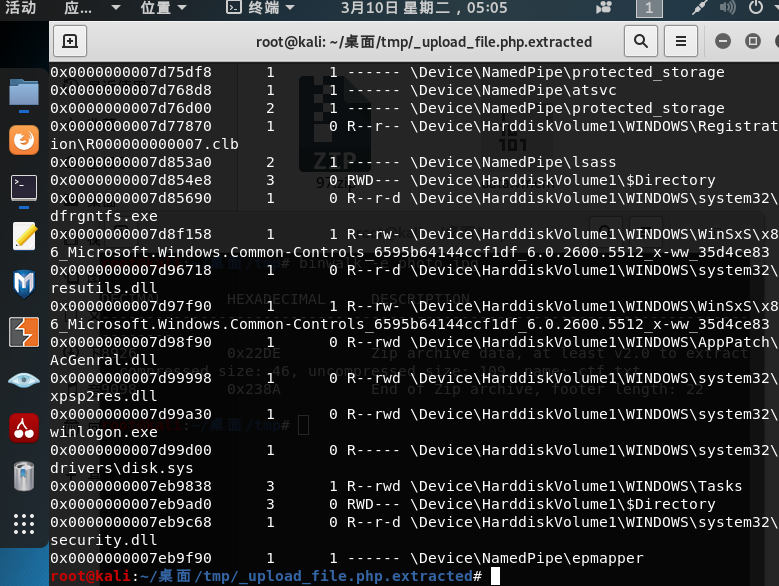 活动 应… 位置 终端 3月10日 星期二,05:05 1
root@kali: ~/桌面/tmp/_upload_file.php.extracted
0x0000000007d75df8 1 1 ------ \Device\NamedPipe\protected_storage
0x0000000007d768d8 1 1 ------ \Device\NamedPipe\atsvc
0x0000000007d76d00 2 1 ------ \Device\NamedPipe\protected_storage
0x0000000007d77870 1 0 R--r-- \Device\HarddiskVolume1\WINDOWS\Registrat
ion\R000000000007.clb
0x0000000007d853a0 2 1 ------ \Device\NamedPipe\lsass
0x0000000007d854e8 3 0 RWD--- \Device\HarddiskVolume1\$Directory
0x0000000007d85690 1 0 R--r-d \Device\HarddiskVolume1\WINDOWS\system32\
dfrgntfs.exe
0x0000000007d8f158 1 1 R--rw- \Device\HarddiskVolume1\WINDOWS\WinSxS\x8
6_Microsoft.Windows.Common-Controls_6595b64144ccf1df_6.0.2600.5512_x-ww_35d4ce83
0x0000000007d96718 1 0 R--r-d \Device\HarddiskVolume1\WINDOWS\system32\
resutils.dll
0x0000000007d97f90 1 1 R--rw- \Device\HarddiskVolume1\WINDOWS\WinSxS\x8
6_Microsoft.Windows.Common-Controls_6595b64144ccf1df_6.0.2600.5512_x-ww_35d4ce83
0x0000000007d98f90 1 0 R--rwd \Device\HarddiskVolume1\WINDOWS\AppPatch\
AcGenral.dll
0x0000000007d99998 1 0 R--rwd \Device\HarddiskVolume1\WINDOWS\system32\
xpsp2res.dll
0x0000000007d99a30 1 0 R--rwd \Device\HarddiskVolume1\WINDOWS\system32\
winlogon.exe
0x0000000007d99d00 1 0 R----- \Device\HarddiskVolume1\WINDOWS\system32\
drivers\disk.sys
0x0000000007eb9838 3 1 R--rwd \Device\HarddiskVolume1\WINDOWS\Tasks
0x0000000007eb9ad0 3 0 RWD--- \Device\HarddiskVolume1\$Directory
0x0000000007eb9c68 1 0 R--r-d \Device\HarddiskVolume1\WINDOWS\system32\
security.dll
0x0000000007eb9f90 1 1 ------ \Device\NamedPipe\epmapper
root@kali:~/桌面/tmp/_upload_file.php.extracted#